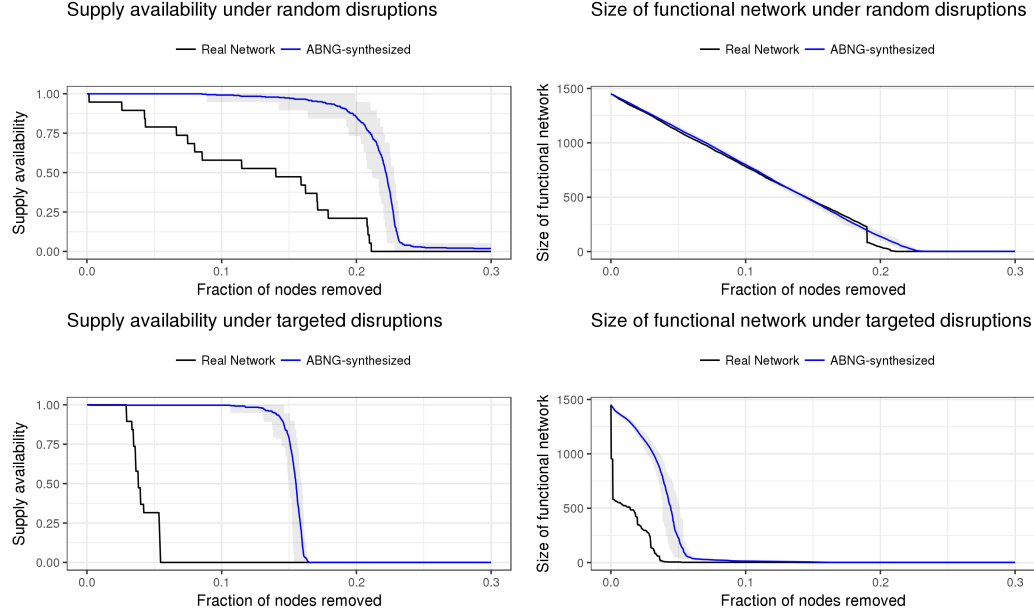 Supply availability under random disruptions
Real Network
ABNG-synthesized
Supply availability
1.00
0.75
0.50
0.25
0.00
0.0
0.1
0.2
0.3
Fraction of nodes removed
Size of functional network under random disruptions
Real Network
ABNG-synthesized
Size of functional network
1500
1000
500
0
0.0
0.1
0.2
0.3
Fraction of nodes removed
Supply availability under targeted disruptions
Real Network
ABNG-synthesized
Supply availability
1.00
0.75
0.50
0.25
0.00
0.0
0.1
0.2
0.3
Fraction of nodes removed
Size of functional network under targeted disruptions
Real Network
ABNG-synthesized
Size of functional network
1500
1000
500
0
0.0
0.1
0.2
0.3
Fraction of nodes removed